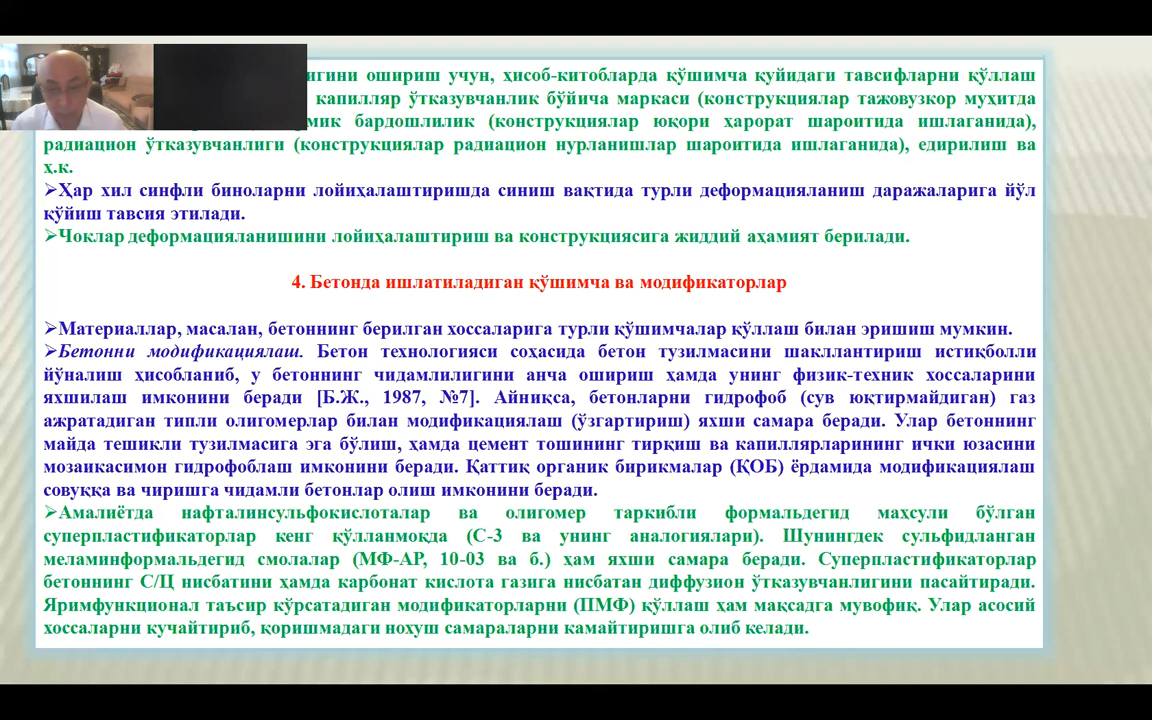 ошириш учун, ҳисоб-китобларда қўшимча қуйидаги тавсифларни қўллаш
капилляр ўтказувчанлик бўйича маркаси (конструкциялар тажовузкор муҳитда
бардошлилик (конструкциялар юқори ҳарорат шароитида ишлаганида),
радиацион ўтказувчанлиги (конструкциялар радиацион нурланишлар шароитида ишлаганида), едирилиш ва
ҳ.к.
➢Ҳар хил синфли биноларни лойиҳалаштиришда синиш вақтида турли деформацияланиш даражаларига йўл
қўйиш тавсия этилади.
➢Чоклар деформацияланишини лойиҳалаштириш ва конструкциясига жиддий аҳамият берилади.
4. Бетонда ишлатиладиган қўшимча ва модификаторлар
➢Материаллар, масалан, бетоннинг берилган хоссаларига турли қўшимчалар қўллаш билан эришиш мумкин.
➢Бетонни модификациялаш. Бетон технологияси соҳасида бетон тузилмасини шакллантириш истиқболли
йўналиш ҳисобланиб, у бетоннинг чидамлилигини анча ошириш ҳамда унинг физик-техник хоссаларини
яхшилаш имконини беради [Б.Ж., 1987, №7]. Айниқса, бетонларни гидрофоб (сув юқтирмайдиган) газ
ажратадиган типли олигомерлар билан модификациялаш (ўзгартириш) яхши самара беради. Улар бетоннинг
майда тешикли тузилмасига эга бўлиш, ҳамда цемент тошининг тирқиш ва капиллярларининг ички юзасини
мозаикасимон гидрофоблаш имконини беради. Қаттиқ органик бирикмалар (ҚОБ) ёрдамида модификациялаш
совуққа ва чиришга чидамли бетонлар олиш имконини беради.
➢Амалиётда нафталинсульфокислоталар ва олигомер таркибли формальдегид маҳсули бўлган
суперпластификаторлар кенг қўлланмоқда (С-3 ва унинг аналогиялари). Шунингдек сульфидланган
меламинформальдегид смолалар (МФ-АР, 10-03 ва б.) ҳам яхши самара беради. Суперпластификаторлар
бетоннинг С/Ц нисбатини ҳамда карбонат кислота газига нисбатан диффузион ўтказувчанлигини пасайтиради.
Яримфункционал таъсир кўрсатадиган модификаторларни (ПМФ) қўллаш ҳам мақсадга мувофиқ. Улар асосий
хоссаларни кучайтириб, қоришмадаги нохуш самараларни камайтиришга олиб келади.